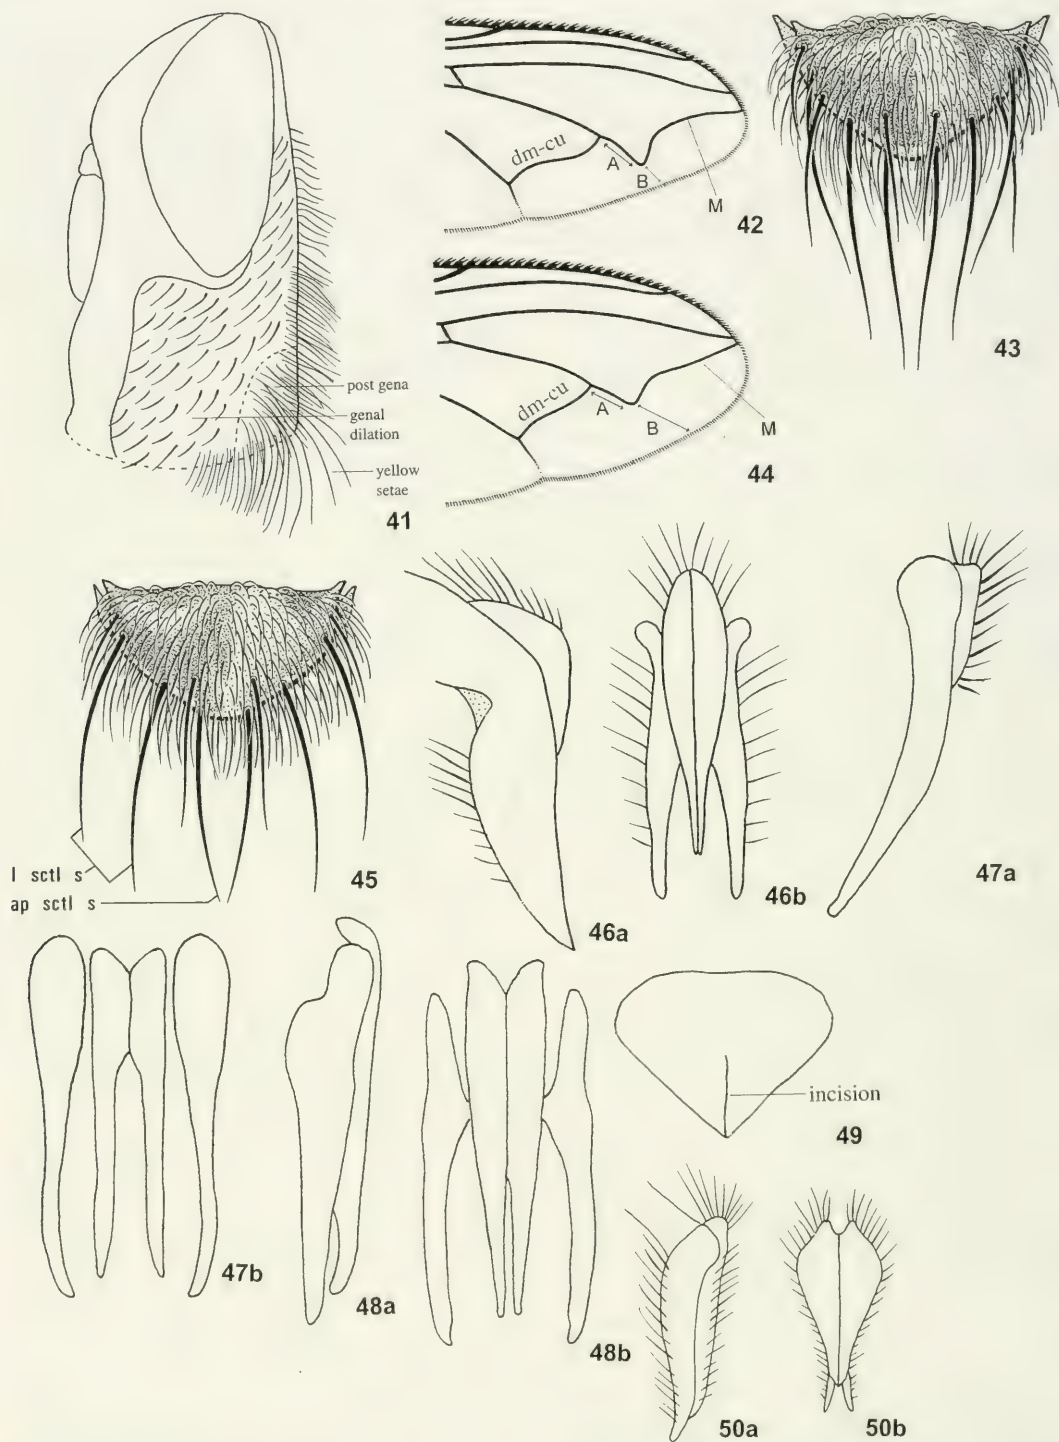 dm-cu
A
B
M
42
43
post gena
genal
dilation
yellow
setae
41
dm-cu
A
B
M
44
l sctl s
ap sctl s
45
46a
46b
47a
47b
48a
48b
incision
49
50a
50b